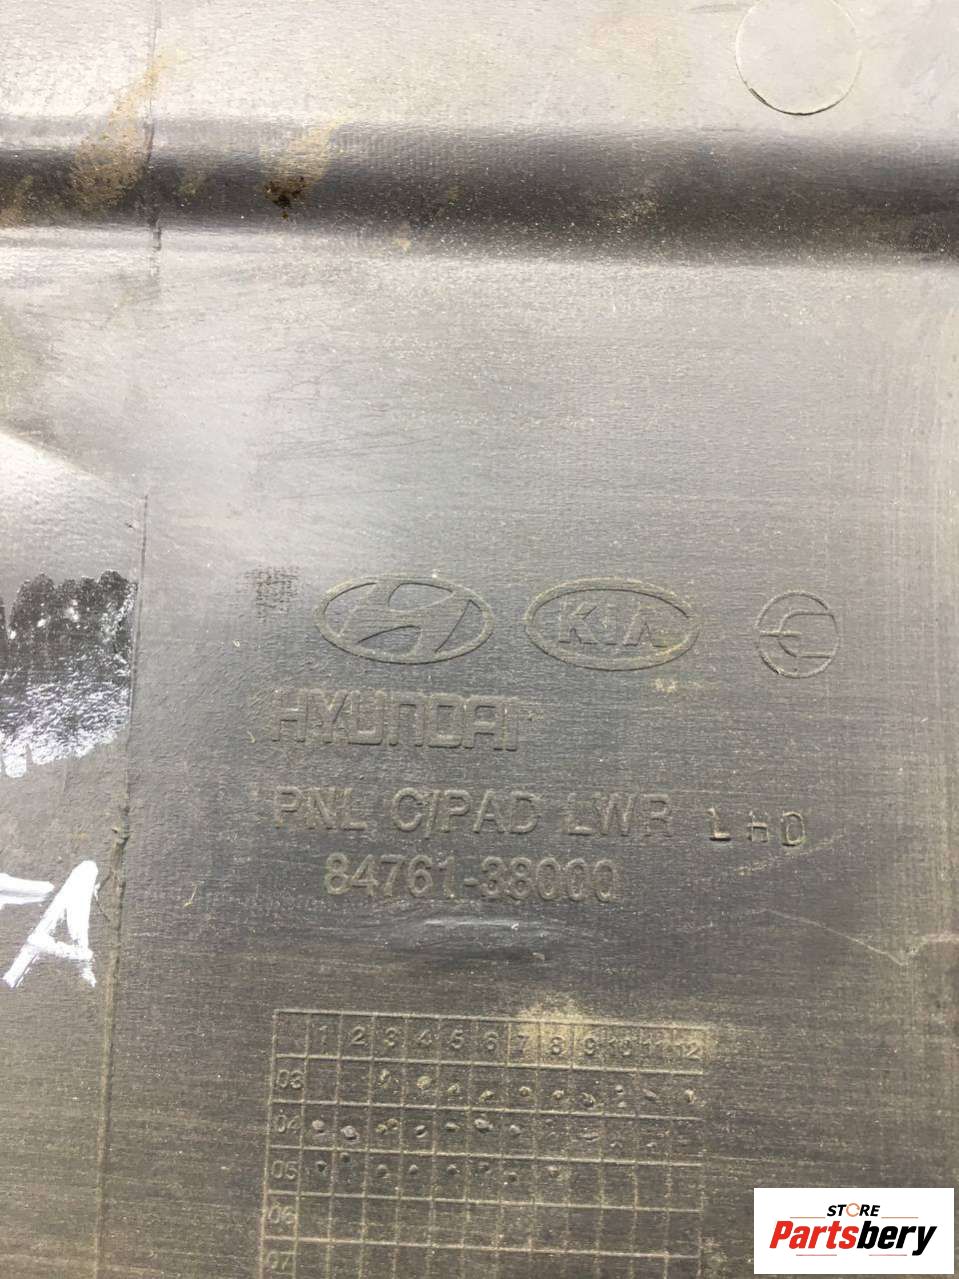 KIA
HYUNDAI
PNL C/PAD LWR LHD
84761-38000
TA
1 2 3 4 5 6 7 8 9 10 11 12
03
04
05
06
07
STORE
Partsbery